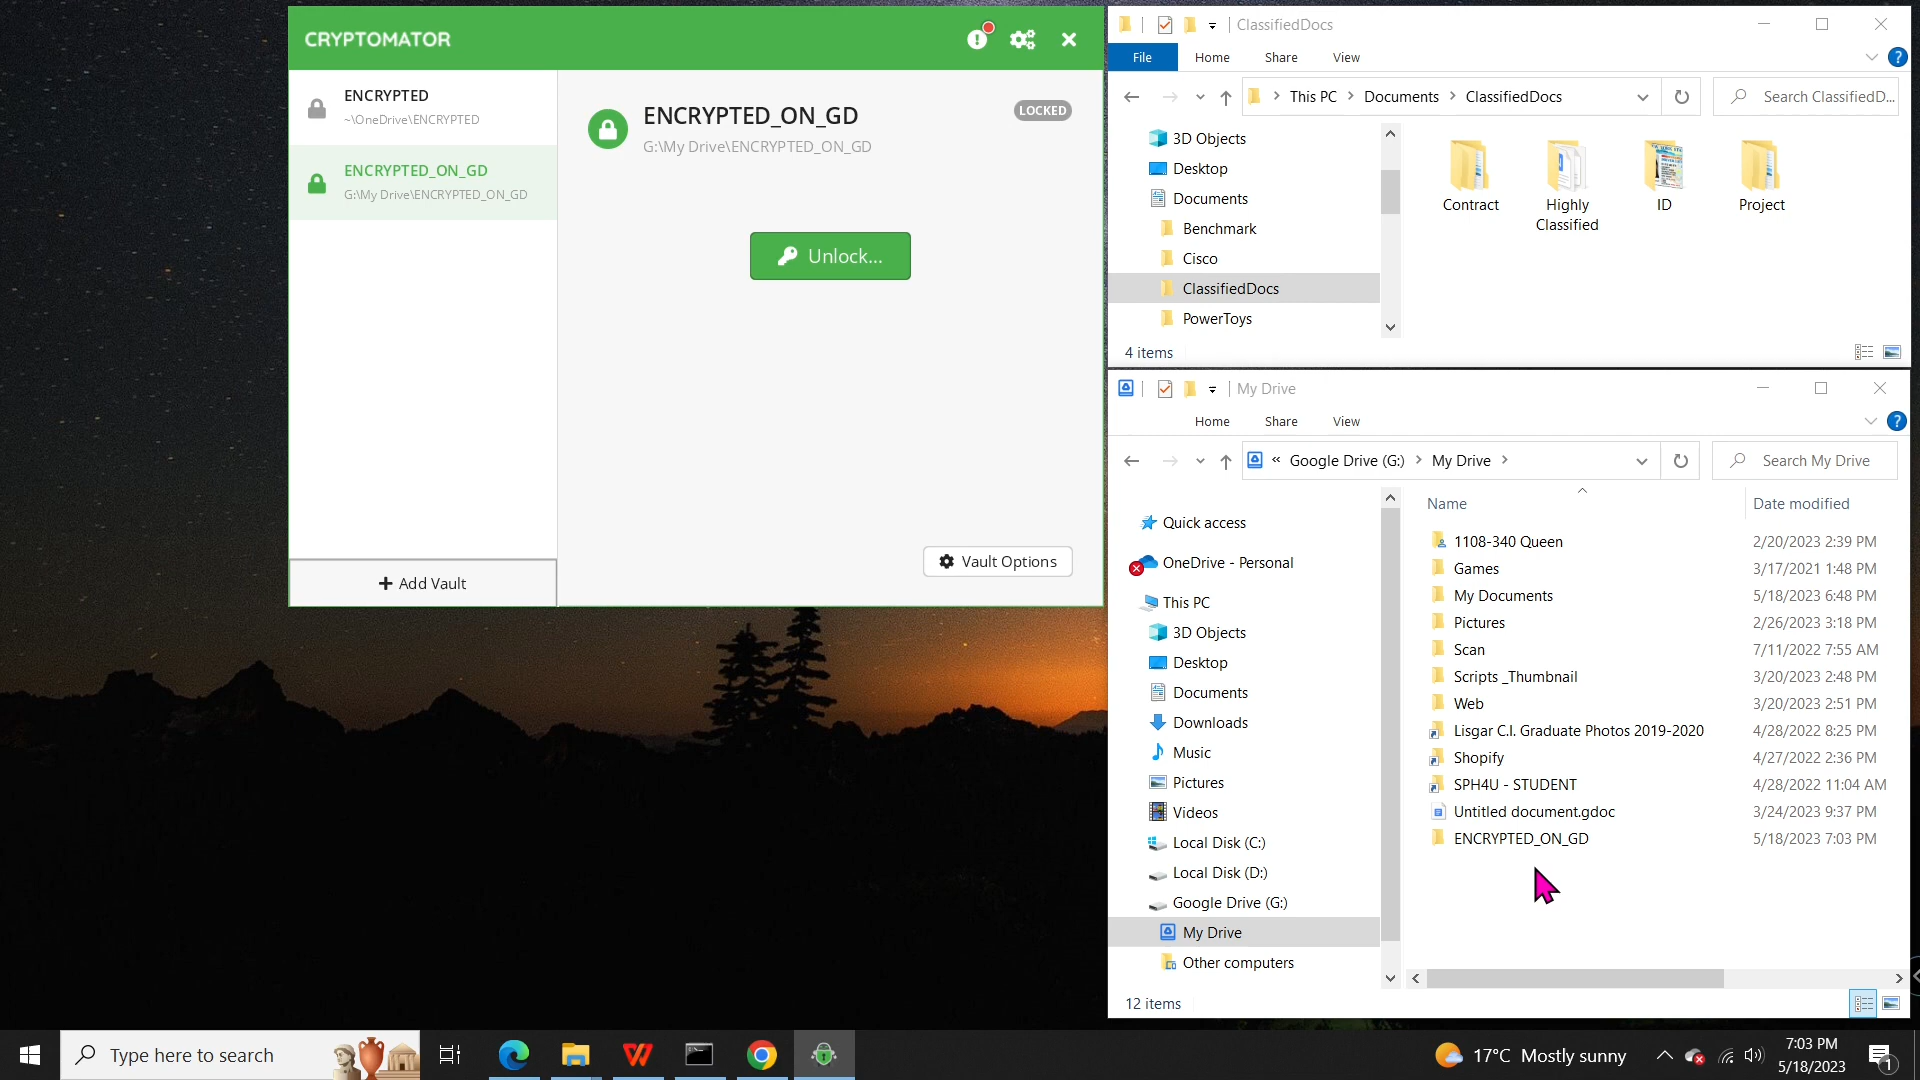 CRYPTOMATOR
ENCRYPTED
~\OneDrive\ENCRYPTED
ENCRYPTED_ON_GD
G:\My Drive\ENCRYPTED_ON_GD
Add Vault
ENCRYPTED_ON_GD
G:\My Drive\ENCRYPTED_ON_GD
LOCKED
Unlock...
Vault Options
ClassifiedDocs
File
Home
Share
View
This PC
Documents
ClassifiedDocs
Search ClassifiedD...
3D Objects
Desktop
Documents
Benchmark
Cisco
ClassifiedDocs
PowerToys
Contract
Highly
Classified
ID
Project
4 items
My Drive
Home
Share
View
« Google Drive (G:)
My Drive
Search My Drive
Quick access
OneDrive - Personal
This PC
3D Objects
Desktop
Documents
Downloads
Music
Pictures
Videos
Local Disk (C:)
Local Disk (D:)
Google Drive (G:)
My Drive
Other computers
Name Date modified
1108-340 Queen 2/20/2023 2:39 PM
Games 3/17/2021 1:48 PM
My Documents 5/18/2023 6:48 PM
Pictures 2/26/2023 3:18 PM
Scan 7/11/2022 7:55 AM
Scripts _Thumbnail 3/20/2023 2:48 PM
Web 3/20/2023 2:51 PM
Lisgar C.I. Graduate Photos 2019-2020 4/28/2022 8:25 PM
Shopify 4/27/2022 2:36 PM
SPH4U - STUDENT 4/28/2022 11:04 AM
Untitled document.gdoc 3/24/2023 9:37 PM
ENCRYPTED_ON_GD 5/18/2023 7:03 PM
12 items
Type here to search
17°C Mostly sunny
7:03 PM
5/18/2023
1